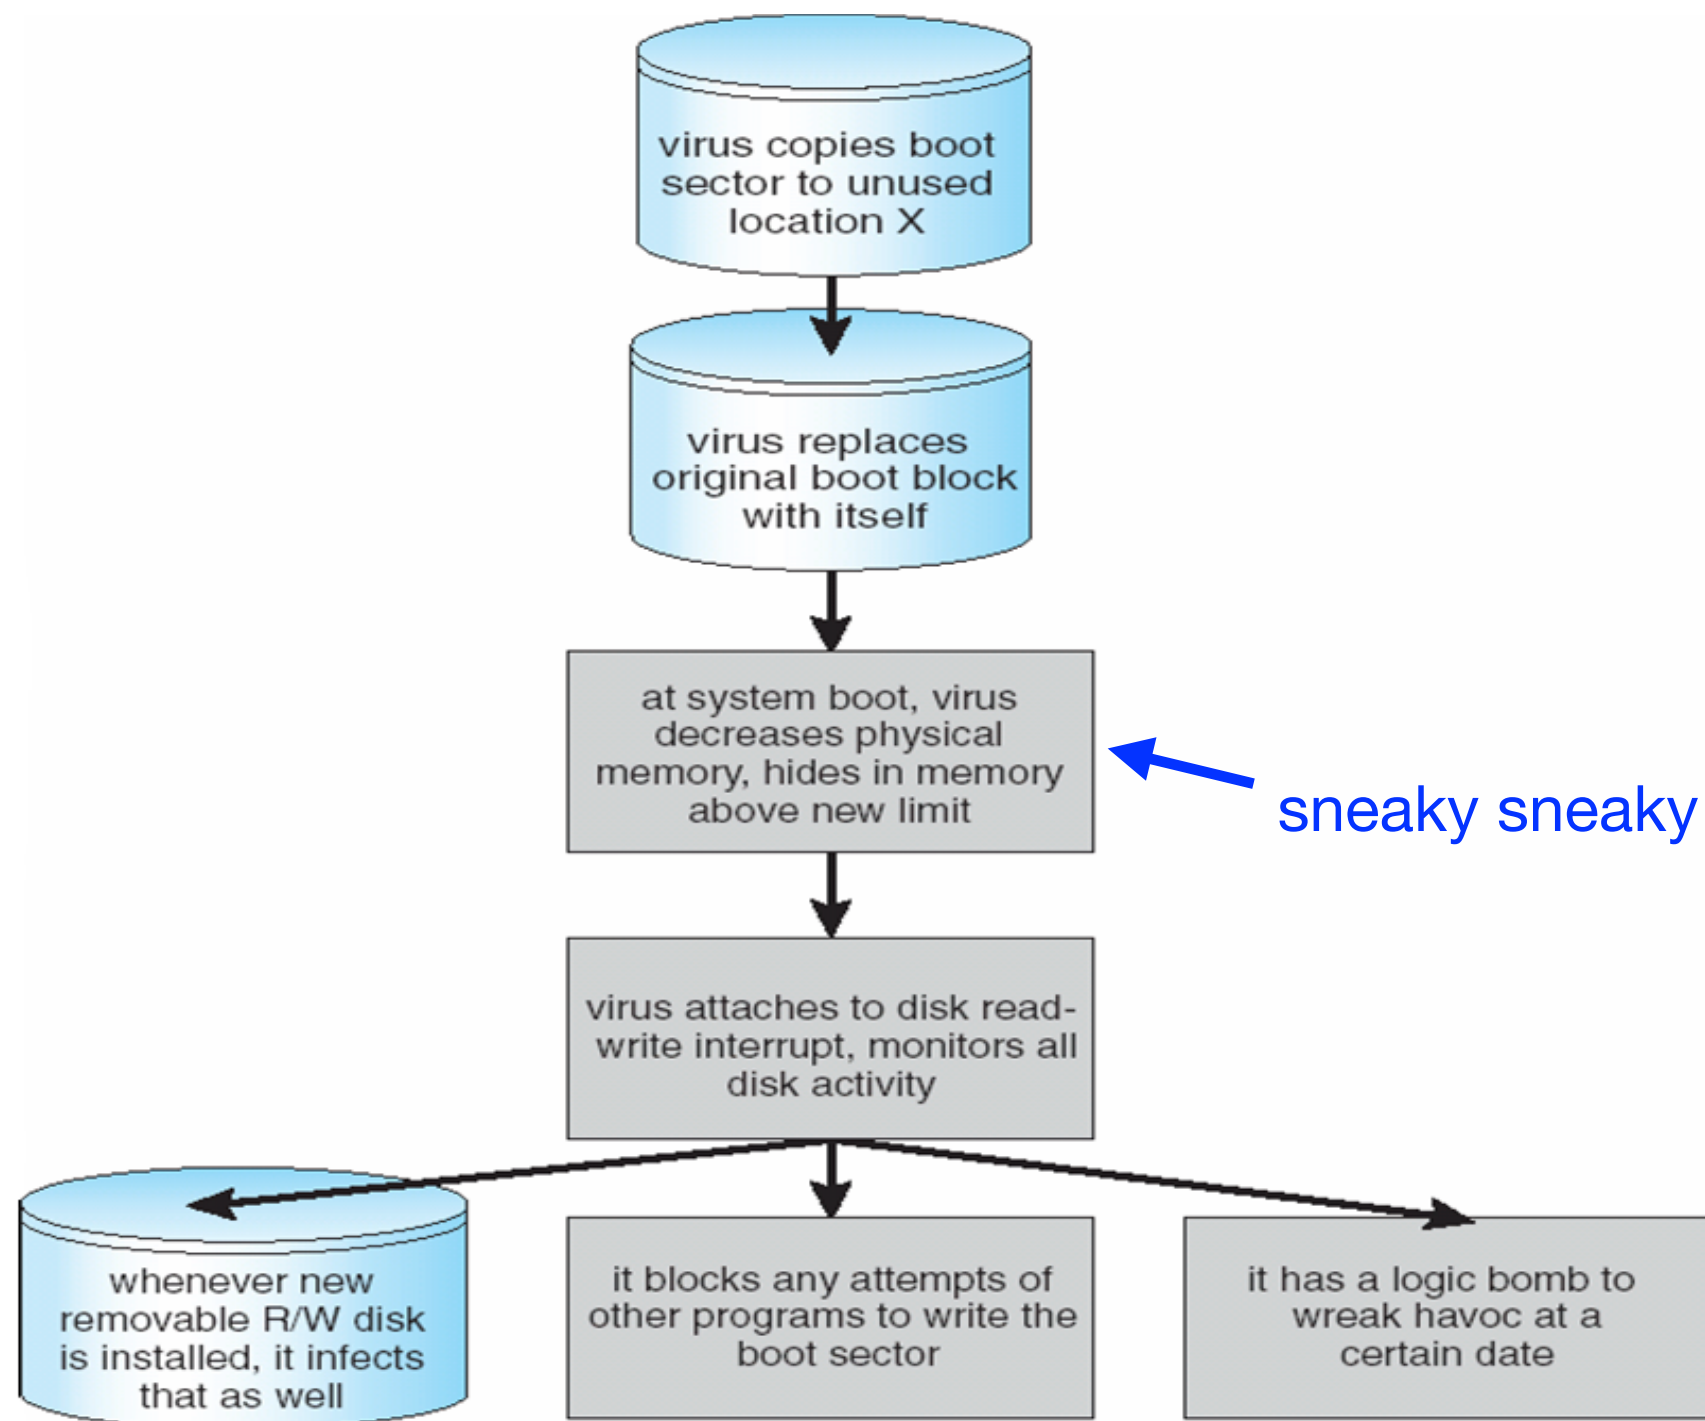 virus copies boot
sector to unused
location X
virus replaces
original boot block
with itself
at system boot, virus
decreases physical
memory, hides in memory
above new limit
sneaky sneaky
virus attaches to disk read-
write interrupt, monitors all
disk activity
whenever new
removable R/W disk
is installed, it infects
that as well
it blocks any attempts of
other programs to write the
boot sector
it has a logic bomb to
wreak havoc at a
certain date